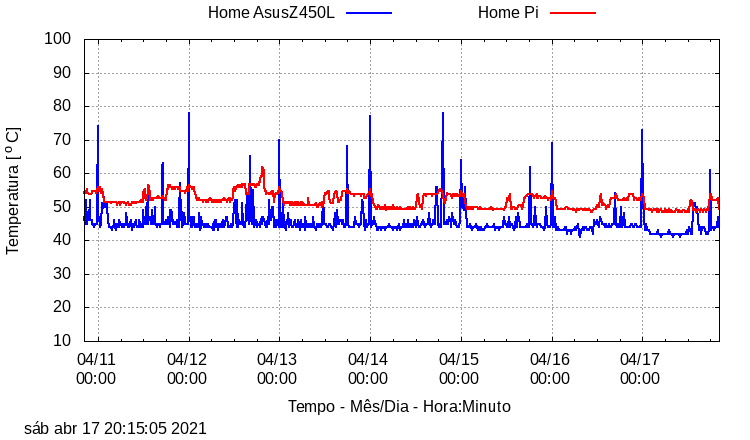 Home AsusZ450L Home Pi
100
90
80
70
60
50
40
30
20
10
Temperatura [ º C]
04/11 04/12 04/13 04/14 04/15 04/16 04/17
00:00 00:00 00:00 00:00 00:00 00:00 00:00
Tempo - Mês/Dia - Hora:Minuto
sáb abr 17 20:15:05 2021